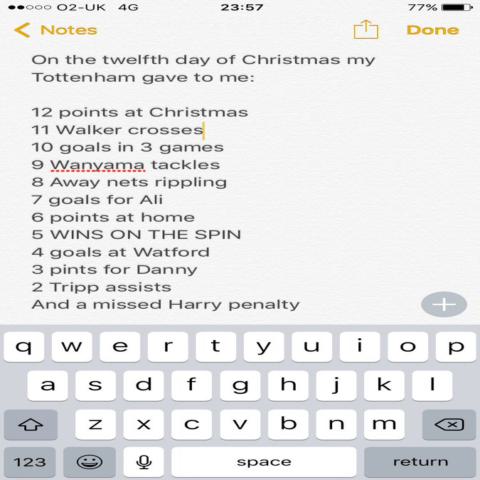 O2-UK 4G 23:57 77%
Notes Done
On the twelfth day of Christmas my
Tottenham gave to me:
12 points at Christmas
11 Walker crosses
10 goals in 3 games
9 Wanyama tackles
8 Away nets rippling
7 goals for Ali
6 points at home
5 WINS ON THE SPIN
4 goals at Watford
3 pints for Danny
2 Tripp assists
And a missed Harry penalty
q w e r t y u i o p
a s d f g h j k l
z x c v b n m
123 space return